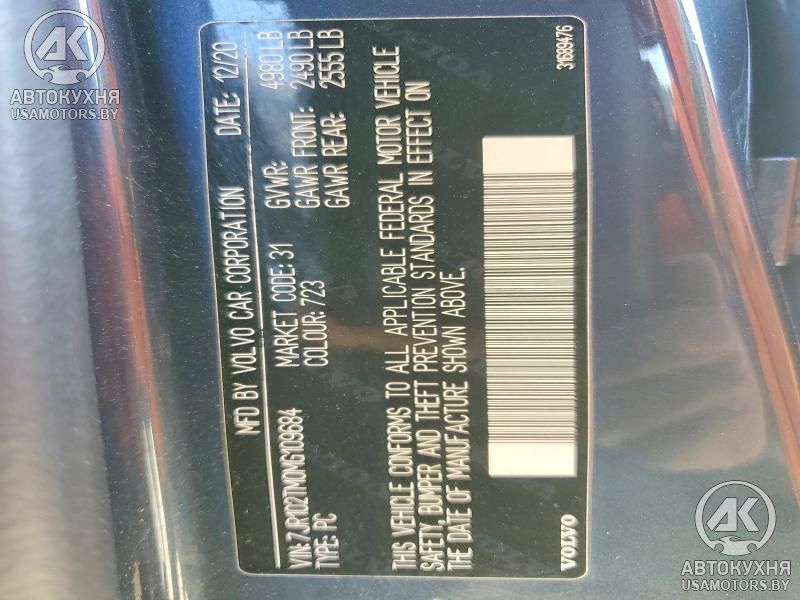 MFD BY VOLVO CAR CORPORATION DATE: 12/20
VIN: 7JR102TM0MG109684 MARKET CODE: 31 GVWR: 4980 LB
TYPE: PC COLOUR: 723 GAWR FRONT: 2490 LB
GAWR REAR: 2555 LB
THIS VEHICLE CONFORMS TO ALL APPLICABLE FEDERAL MOTOR VEHICLE
SAFETY, BUMPER AND THEFT PREVENTION STANDARDS IN EFFECT ON
THE DATE OF MANUFACTURE SHOWN ABOVE.
VOLVO 31689476
АК
АВТОКУХНЯ
USAMOTORS.BY
АК
АВТОКУХНЯ
USAMOTORS.BY